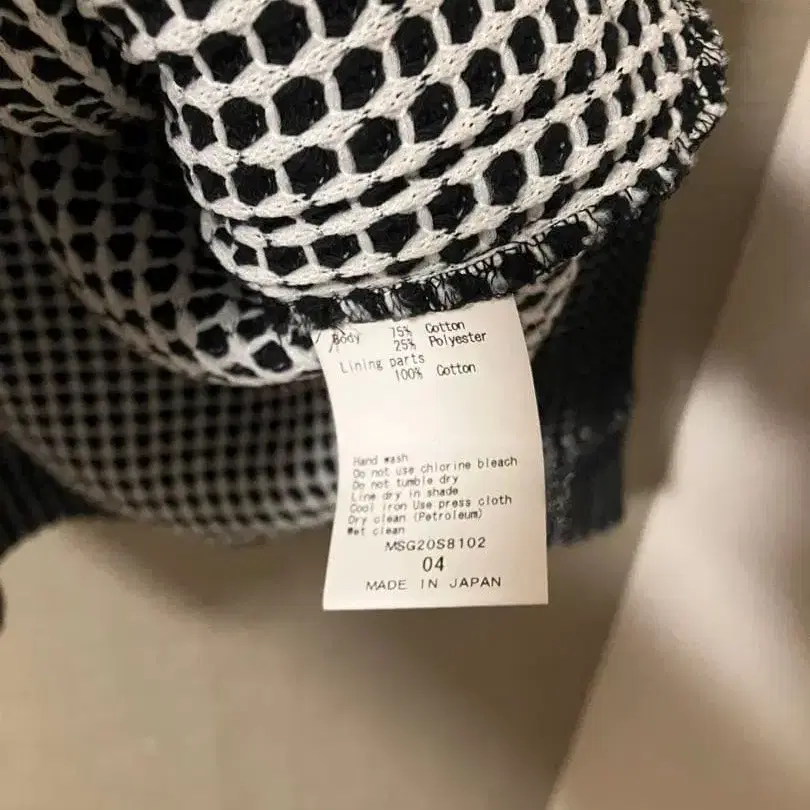 Body 75% Cotton
25% Polyester
Lining parts
100% Cotton
Hand wash
Do not use chlorine bleach
Do not tumble dry
Line dry in shade
Cool iron Use press cloth
Dry clean (Petroleum)
Wet clean
MSG20S8102
04
MADE IN JAPAN